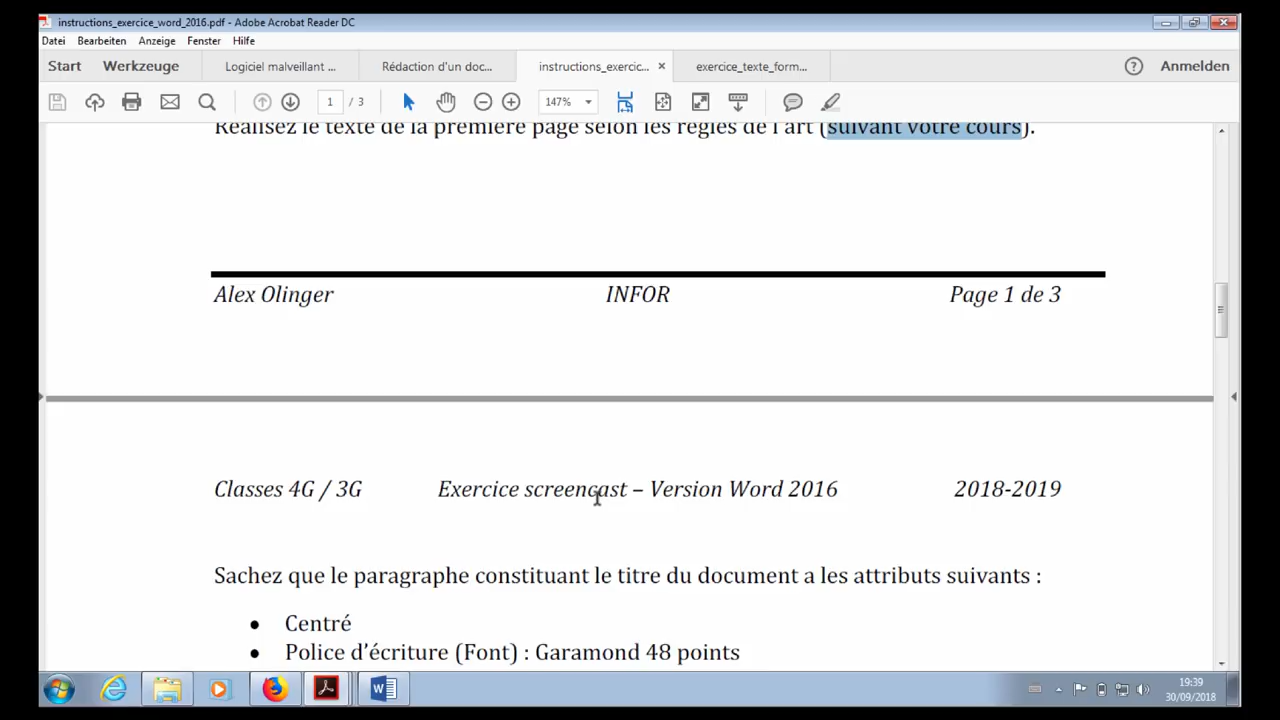 instructions_exercice_word_2016.pdf - Adobe Acrobat Reader DC
Datei Bearbeiten Anzeige Fenster Hilfe
Start Werkzeuge Logiciel malveillant ... Rédaction d'un doc... instructions_exercic... × exercice_texte_form... Anmelden
1 / 3 147%
Réalisez le texte de la première page selon les règles de l'art (suivant votre cours).
Alex Olinger INFOR Page 1 de 3
Classes 4G / 3G Exercice screencast – Version Word 2016 2018-2019
Sachez que le paragraphe constituant le titre du document a les attributs suivants :
• Centré
• Police d'écriture (Font) : Garamond 48 points
19:39
30/09/2018